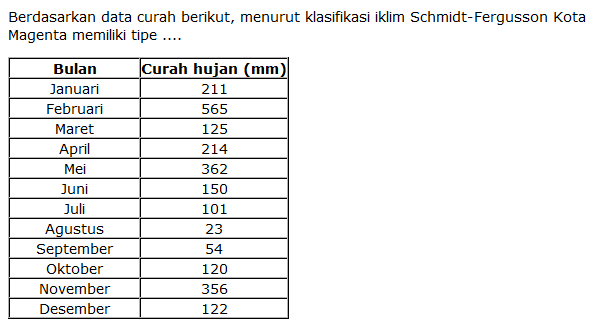 Berdasarkan data curah berikut, menurut klasifikasi iklim Schmidt-Fergusson Kota
Magenta memiliki tipe ....
Bulan Curah hujan (mm)
Januari 211
Februari 565
Maret 125
April 214
Mei 362
Juni 150
Juli 101
Agustus 23
September 54
Oktober 120
November 356
Desember 122